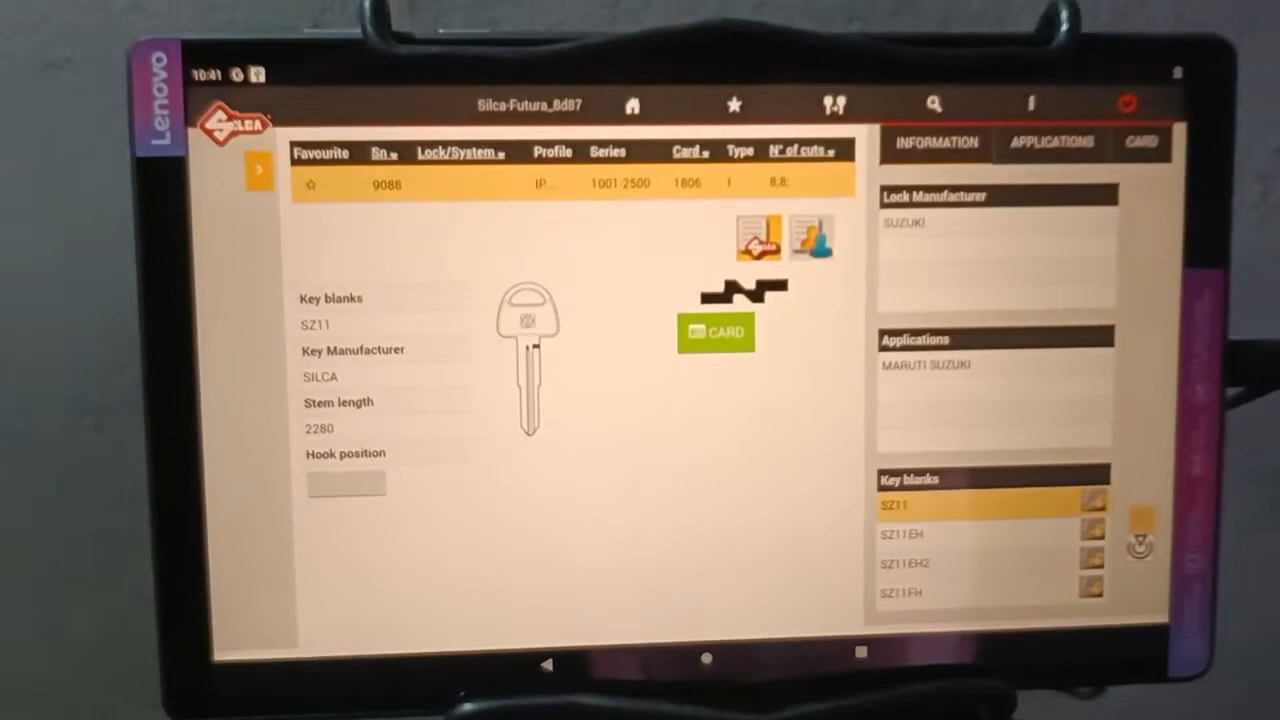 Lenovo
10:41
Silca-Futura_8d87
SILCA
Favourite Sn Lock/System Profile Series Card Type N° of cuts
9088 IP... 1001-2500 1806 I 8;8;
Key blanks
SZ11
Key Manufacturer
SILCA
Stem length
2280
Hook position
CARD
INFORMATION APPLICATIONS CARD
Lock Manufacturer
SUZUKI
Applications
MARUTI SUZUKI
Key blanks
SZ11
SZ11EH
SZ11EH2
SZ11FH